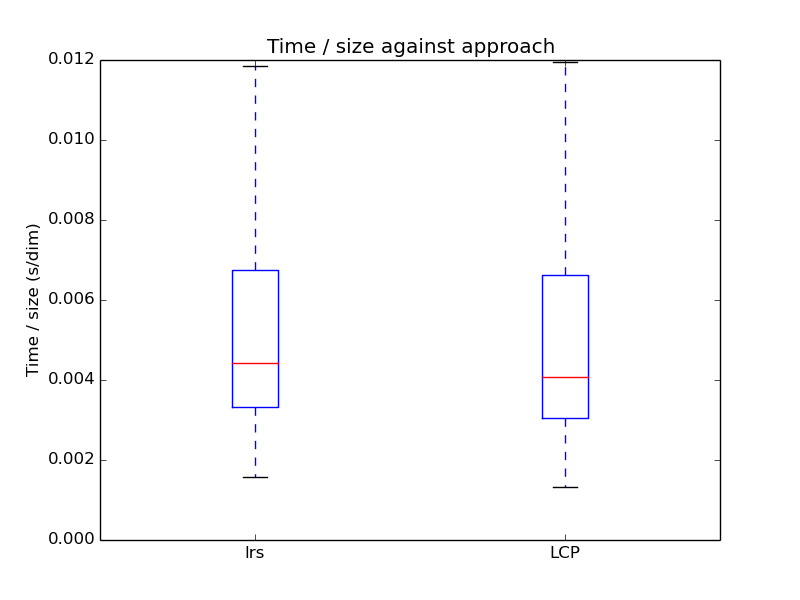 Time / size against approach
0.012
0.010
0.008
0.006
0.004
0.002
0.000
Time / size (s/dim)
lrs
LCP